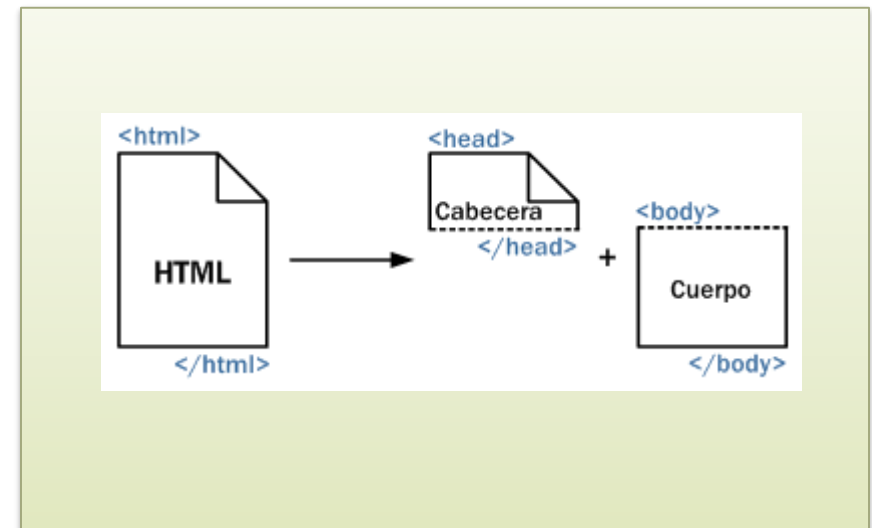 <html>
HTML
</html>
<head>
Cabecera
</head>
+
<body>
Cuerpo
</body>